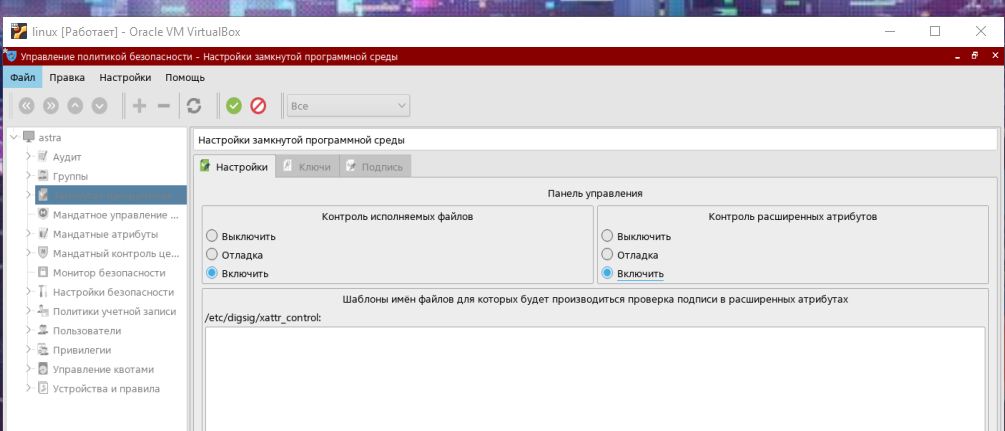 linux [Работает] - Oracle VM VirtualBox
Управление политикой безопасности - Настройки замкнутой программной среды
Файл Правка Настройки Помощь
Все
astra
Аудит
Группы
Мандатное управление ...
Мандатные атрибуты
Мандатный контроль це...
Монитор безопасности
Настройки безопасности
Политики учетной записи
Пользователи
Привилегии
Управление квотами
Устройства и правила
Настройки замкнутой программной среды
Настройки Ключи Подпись
Панель управления
Контроль исполняемых файлов
Выключить
Отладка
Включить
Контроль расширенных атрибутов
Выключить
Отладка
Включить
Шаблоны имён файлов для которых будет производиться проверка подписи в расширенных атрибутах
/etc/digsig/xattr_control: